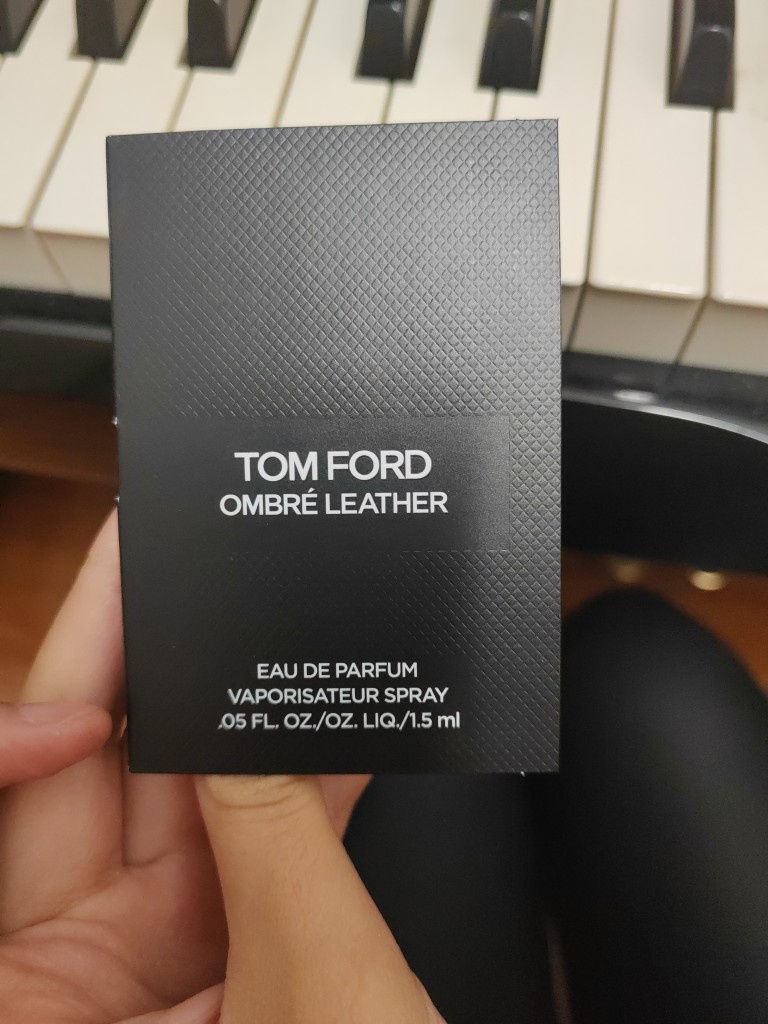 TOM FORD
OMBRÉ LEATHER
EAU DE PARFUM
VAPORISATEUR SPRAY
.05 FL. OZ./OZ. LIQ./1.5 ml